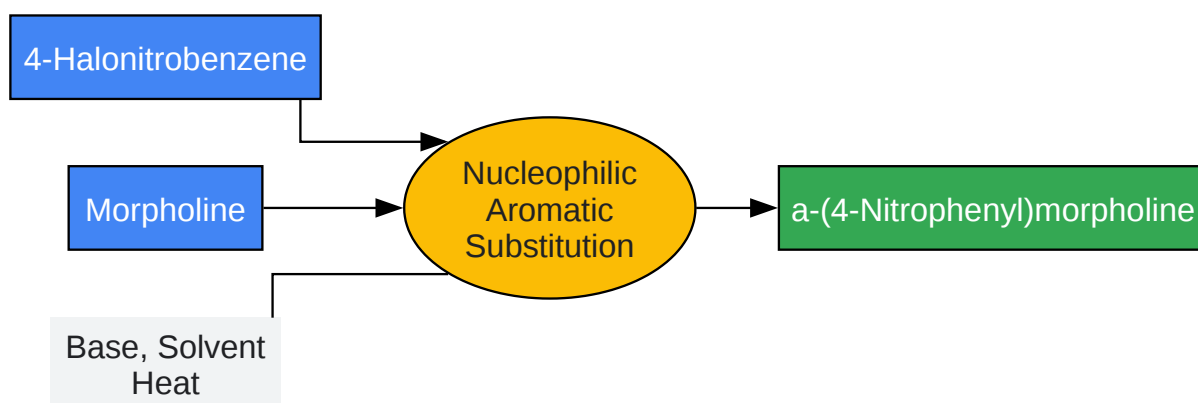 4-Halonitrobenzene
Morpholine
Base, Solvent
Heat
Nucleophilic
Aromatic
Substitution
a-(4-Nitrophenyl)morpholine